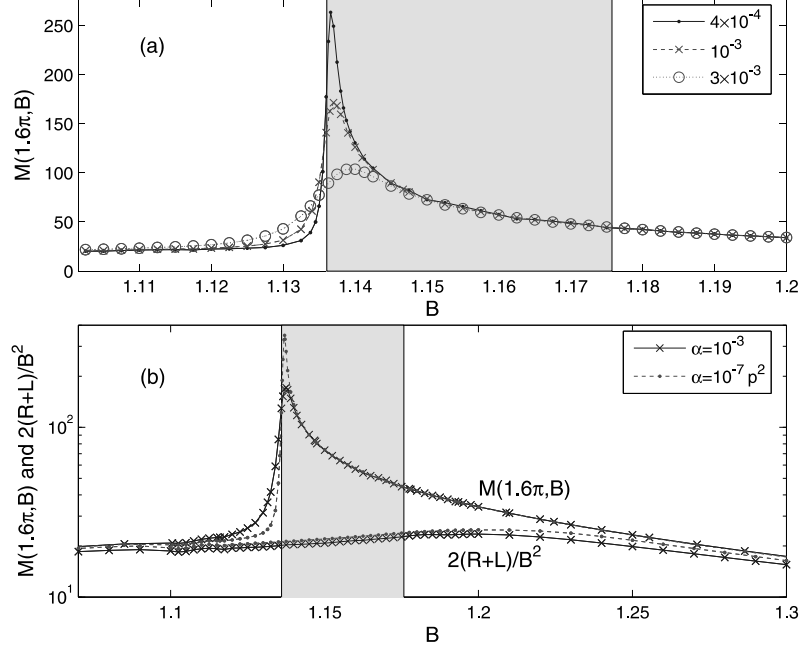 (a)
4×10⁻⁴
10⁻³
3×10⁻³
M(1.6π,B)
250
200
150
100
50
0
1.11 1.12 1.13 1.14 1.15 1.16 1.17 1.18 1.19 1.2
B
(b)
α=10⁻³
α=10⁻⁷ p²
M(1.6π,B) and 2(R+L)/B²
10²
10¹
M(1.6π,B)
2(R+L)/B²
1.1 1.15 1.2 1.25 1.3
B